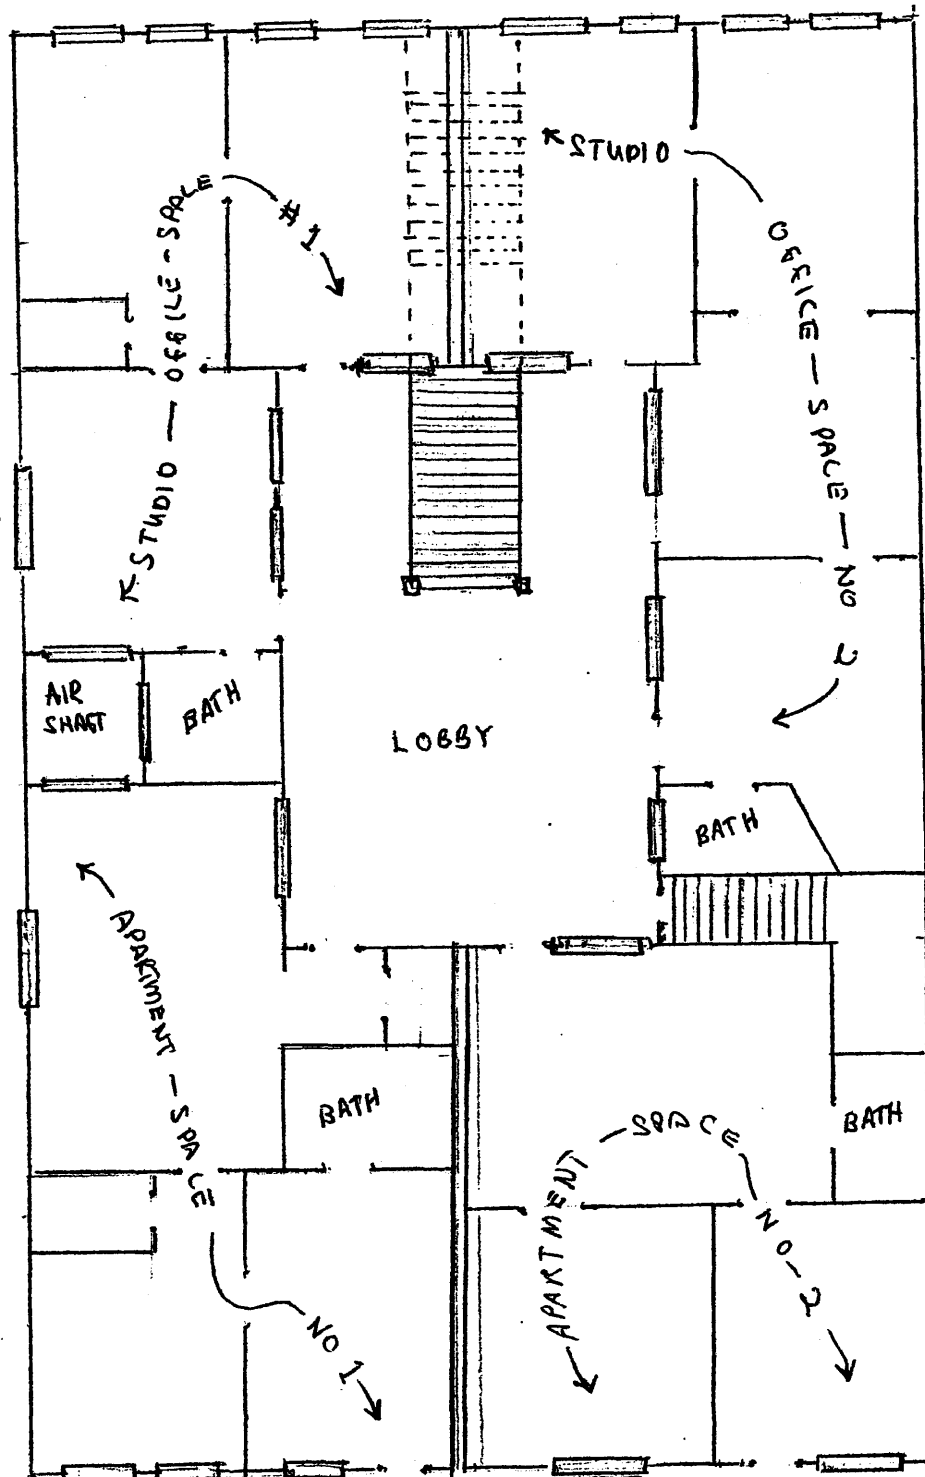 STUDIO — OFFICE-SPACE #1
STUDIO OFFICE — SPACE — NO 2
AIR
SHAFT
BATH
LOBBY
BATH
APARTMENT — SPACE NO 1
BATH
BATH
APARTMENT — SPACE NO-2